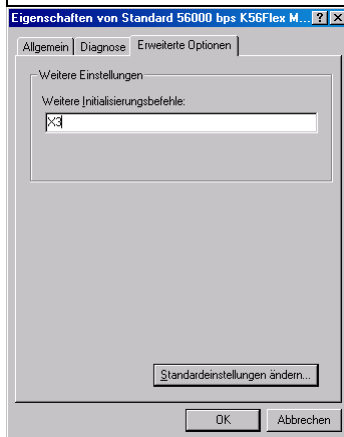 Eigenschaften von Standard 56000 bps K56Flex M...
Allgemein Diagnose Erweiterte Optionen
Weitere Einstellungen
Weitere Initialisierungsbefehle:
X3
Standardeinstellungen ändern...
OK Abbrechen